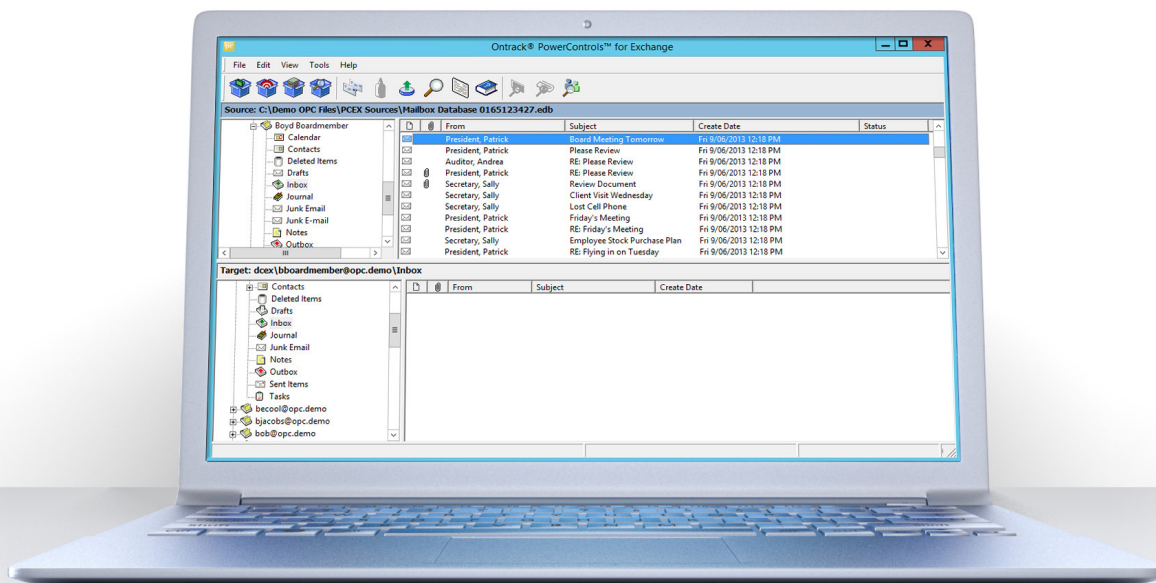 Ontrack® PowerControls™ for Exchange
File Edit View Tools Help
Source: C:\Demo OPC Files\PCEX Sources\Mailbox Database 0165123427.edb
Boyd Boardmember
Calendar
Contacts
Deleted Items
Drafts
Inbox
Journal
Junk Email
Junk E-mail
Notes
Outbox
From Subject Create Date Status
President, Patrick Board Meeting Tomorrow Fri 9/06/2013 12:18 PM
President, Patrick Please Review Fri 9/06/2013 12:18 PM
Auditor, Andrea RE: Please Review Fri 9/06/2013 12:18 PM
President, Patrick RE: Please Review Fri 9/06/2013 12:18 PM
Secretary, Sally Review Document Fri 9/06/2013 12:18 PM
Secretary, Sally Client Visit Wednesday Fri 9/06/2013 12:18 PM
Secretary, Sally Lost Cell Phone Fri 9/06/2013 12:18 PM
President, Patrick Friday's Meeting Fri 9/06/2013 12:18 PM
President, Patrick RE: Friday's Meeting Fri 9/06/2013 12:18 PM
Secretary, Sally Employee Stock Purchase Plan Fri 9/06/2013 12:18 PM
President, Patrick RE: Flying in on Tuesday Fri 9/06/2013 12:18 PM
Target: dcex\bboardmember@opc.demo\Inbox
Contacts
Deleted Items
Drafts
Inbox
Journal
Junk Email
Notes
Outbox
Sent Items
Tasks
becool@opc.demo
bjacobs@opc.demo
bob@opc.demo
From Subject Create Date